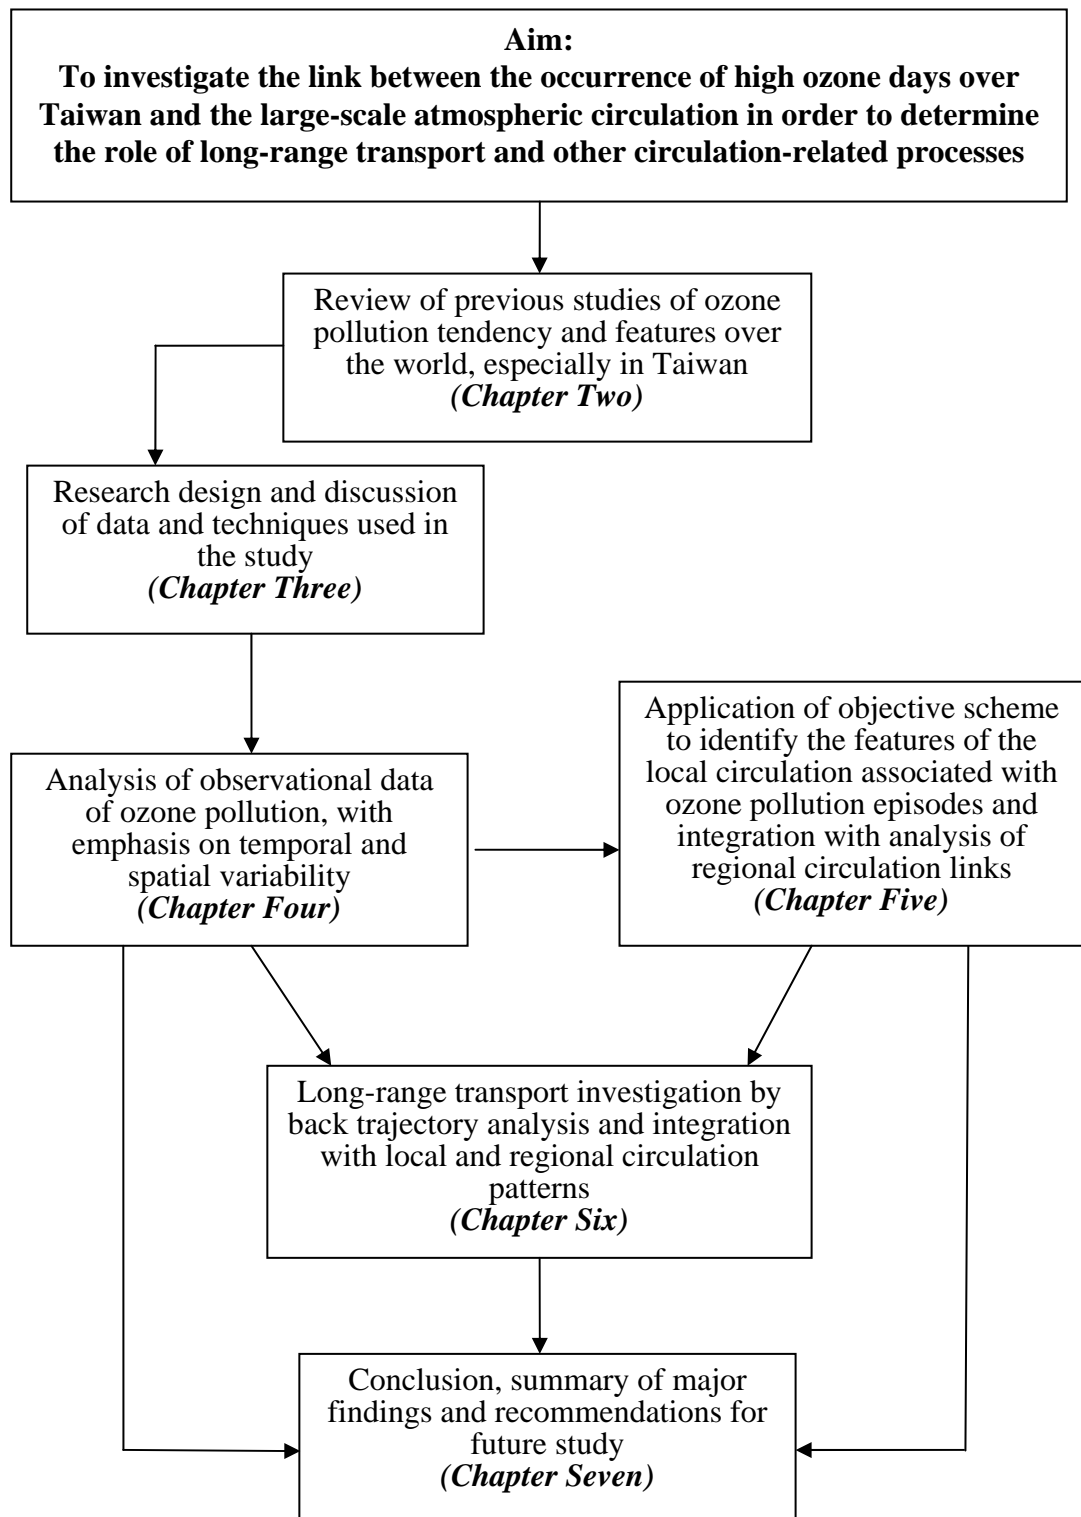 Aim:
To investigate the link between the occurrence of high ozone days over
Taiwan and the large-scale atmospheric circulation in order to determine
the role of long-range transport and other circulation-related processes
Review of previous studies of ozone
pollution tendency and features over
the world, especially in Taiwan
(Chapter Two)
Research design and discussion
of data and techniques used in
the study
(Chapter Three)
Analysis of observational data
of ozone pollution, with
emphasis on temporal and
spatial variability
(Chapter Four)
Application of objective scheme
to identify the features of the
local circulation associated with
ozone pollution episodes and
integration with analysis of
regional circulation links
(Chapter Five)
Long-range transport investigation by
back trajectory analysis and integration
with local and regional circulation
patterns
(Chapter Six)
Conclusion, summary of major
findings and recommendations for
future study
(Chapter Seven)